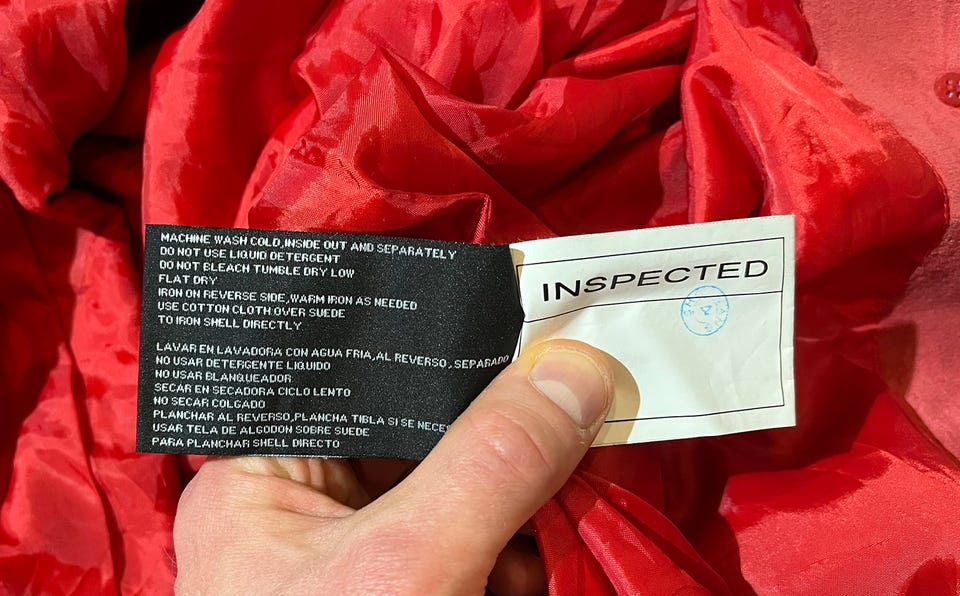 MACHINE WASH COLD,INSIDE OUT AND SEPARATELY
DO NOT USE LIQUID DETERGENT
DO NOT BLEACH TUMBLE DRY LOW
FLAT DRY
IRON ON REVERSE SIDE,WARM IRON AS NEEDED
USE COTTON CLOTH OVER SUEDE
TO IRON SHELL DIRECTLY
LAVAR EN LAVADORA CON AGUA FRIA,AL REVERSO,SEPARADO
NO USAR DETERGENTE LIQUIDO
NO USAR BLANQUEADOR
SECAR EN SECADORA CICLO LENTO
NO SECAR COLGADO
PLANCHAR AL REVERSO,PLANCHA TIBLA SI SE
USAR TELA DE ALGODON SOBRE SUEDE
PARA PLANCHAR SHELL DIRECTO
INSPECTED